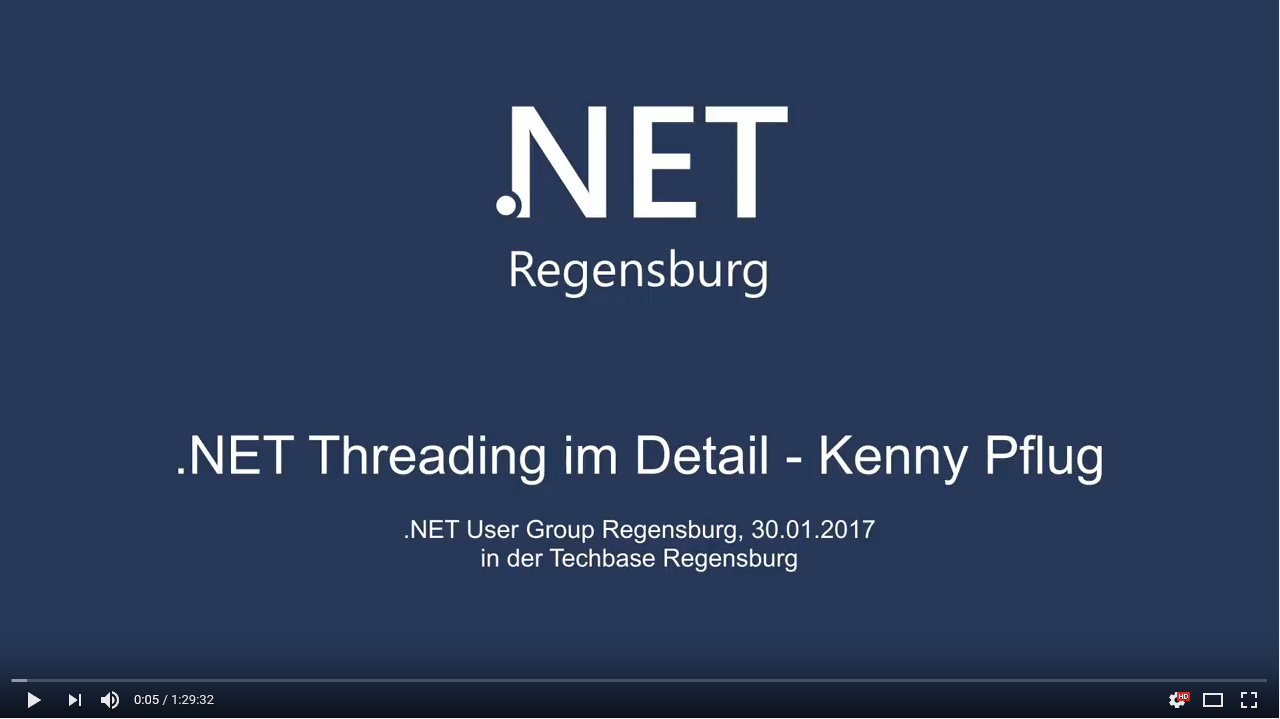 .NET
Regensburg
.NET Threading im Detail - Kenny Pflug
.NET User Group Regensburg, 30.01.2017
in der Techbase Regensburg
0:05 / 1:29:32
HD